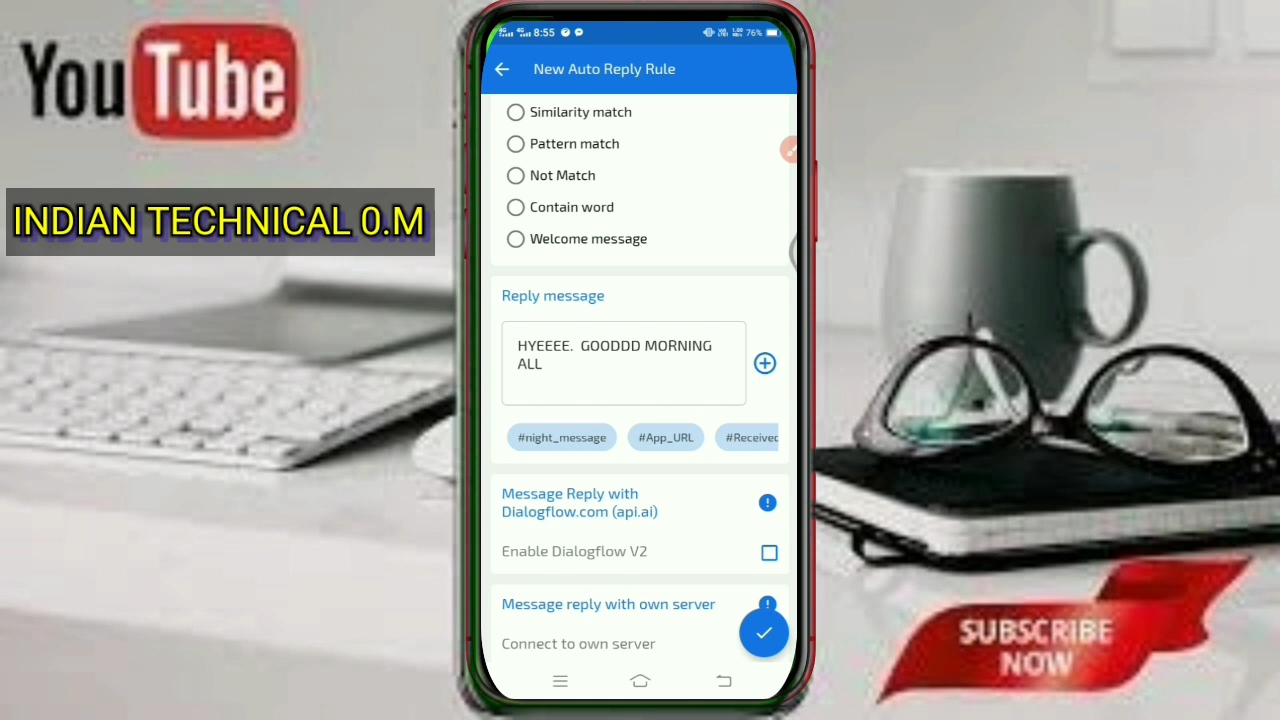 YouTube
INDIAN TECHNICAL 0.M
8:55
76%
New Auto Reply Rule
Similarity match
Pattern match
Not Match
Contain word
Welcome message
Reply message
HYEEEE. GOODDD MORNING
ALL
#night_message #App_URL #Received
Message Reply with
Dialogflow.com (api.ai)
Enable Dialogflow V2
Message reply with own server
Connect to own server
SUBSCRIBE
NOW